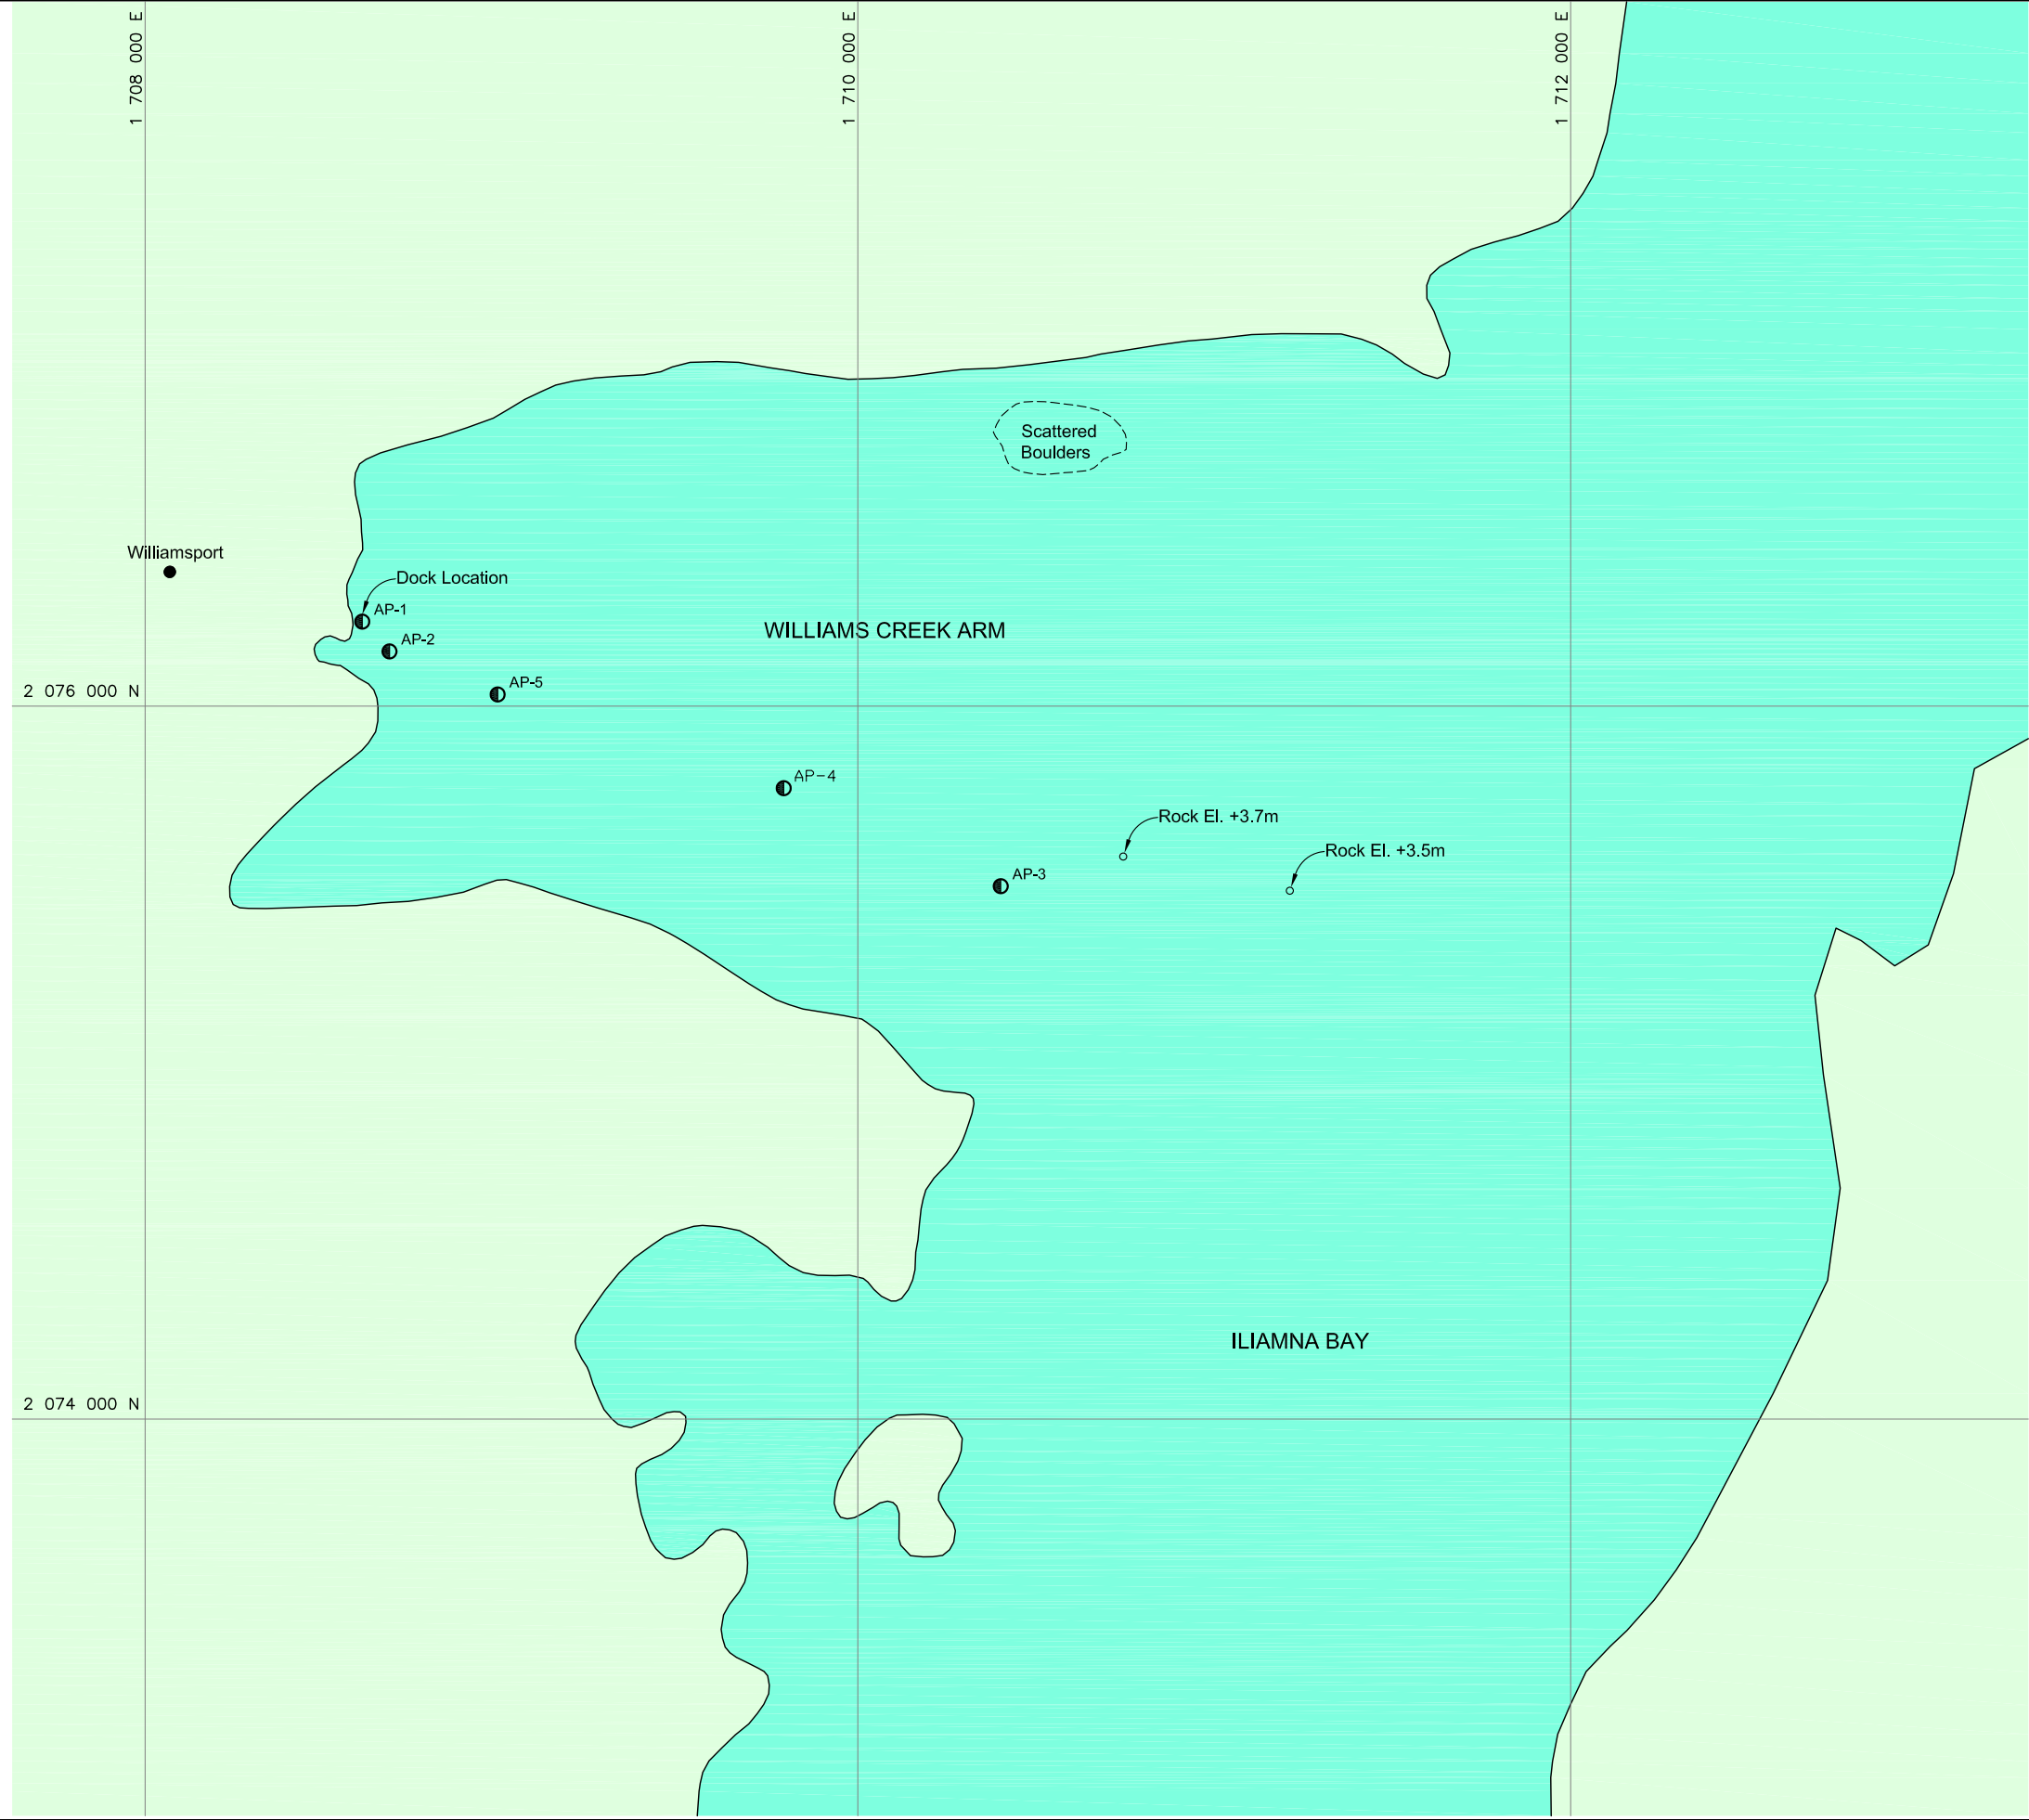 1 708 000 E
1 710 000 E
1 712 000 E
Scattered
Boulders
Williamsport
Dock Location
AP-1
WILLIAMS CREEK ARM
AP-2
AP-5
2 076 000 N
AP-4
Rock El. +3.7m
Rock El. +3.5m
AP-3
ILIAMNA BAY
2 074 000 N